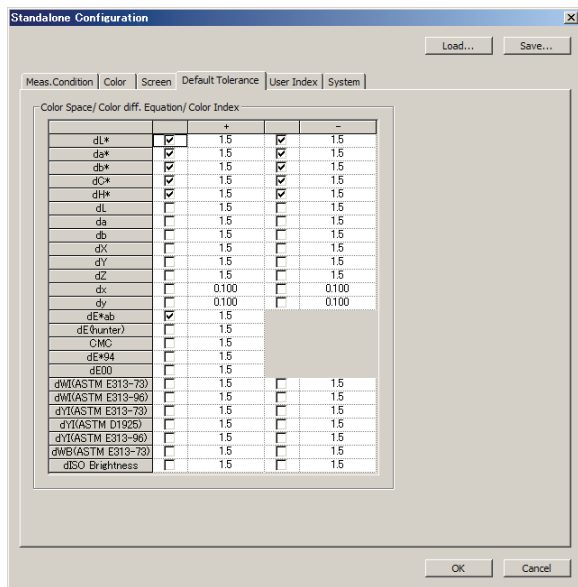 Standalone Configuration
Load... Save...
Meas.Condition Color Screen Default Tolerance User Index System
Color Space/ Color diff. Equation/ Color Index
+ -
dL* 1.5 1.5
da* 1.5 1.5
db* 1.5 1.5
dC* 1.5 1.5
dH* 1.5 1.5
dL 1.5 1.5
da 1.5 1.5
db 1.5 1.5
dX 1.5 1.5
dY 1.5 1.5
dZ 1.5 1.5
dx 0.100 0.100
dy 0.100 0.100
dE*ab 1.5
dE(hunter) 1.5
CMC 1.5
dE*94 1.5
dE00 1.5
dWI(ASTM E313-73) 1.5 1.5
dWI(ASTM E313-96) 1.5 1.5
dYI(ASTM E313-73) 1.5 1.5
dYI(ASTM D1925) 1.5 1.5
dYI(ASTM E313-96) 1.5 1.5
dWB(ASTM E313-73) 1.5 1.5
dISO Brightness 1.5 1.5
OK Cancel